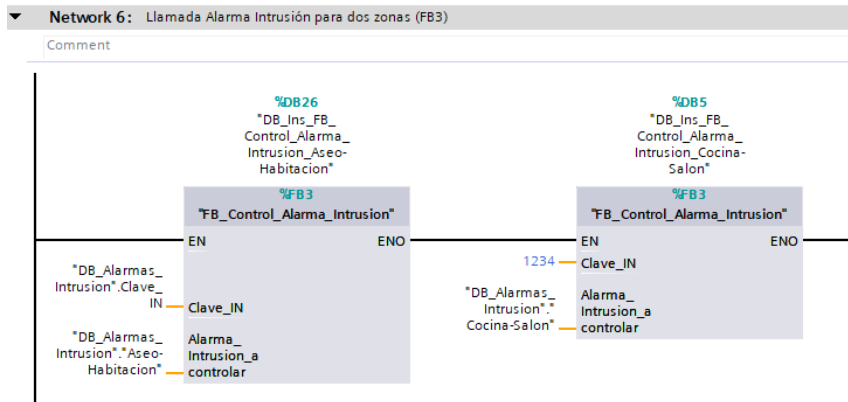 Network 6: Llamada Alarma Intrusión para dos zonas (FB3)
Comment
%DB26
"DB_Ins_FB_
Control_Alarma_
Intrusion_Aseo-
Habitacion"
%FB3
"FB_Control_Alarma_Intrusion"
EN
ENO
"DB_Alarmas_
Intrusion".Clave_
IN
Clave_IN
"DB_Alarmas_
Intrusion"."Aseo-
Habitacion"
Alarma_
Intrusion_a
controlar
%DB5
"DB_Ins_FB_
Control_Alarma_
Intrusion_Cocina-
Salon"
%FB3
"FB_Control_Alarma_Intrusion"
EN
ENO
1234
Clave_IN
"DB_Alarmas_
Intrusion"."
Cocina-Salon"
Alarma_
Intrusion_a
controlar